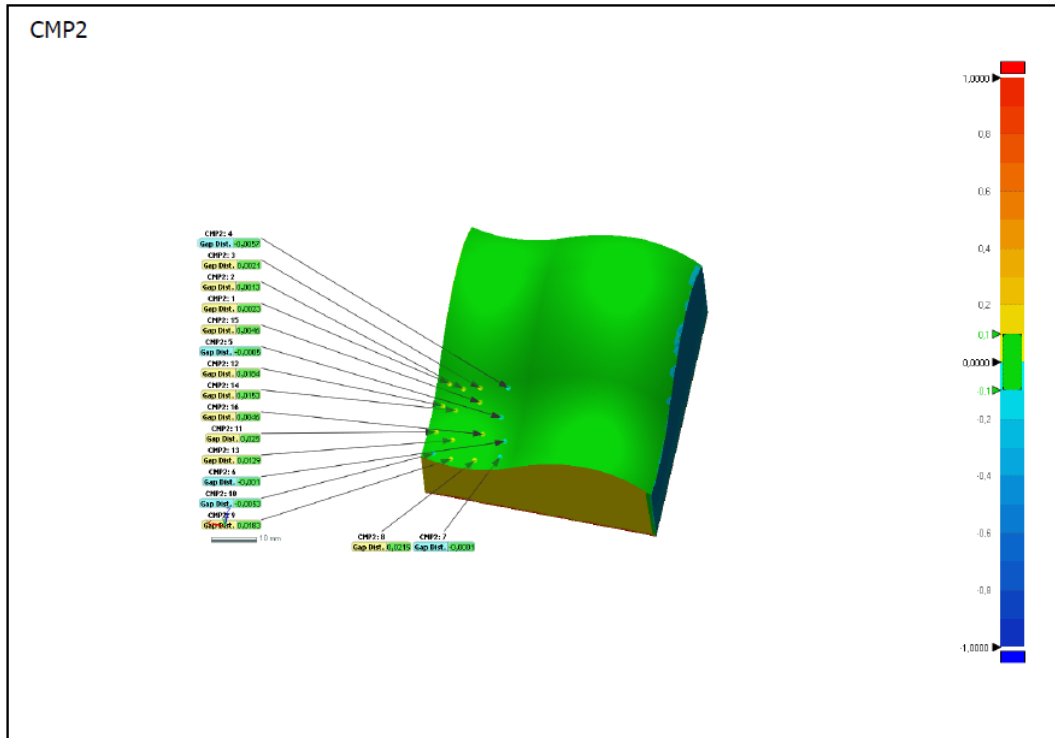 CMP2
CMP2: 4
Gap Dist. -0,0057
CMP2: 3
Gap Dist. 0,0021
CMP2: 2
Gap Dist. 0,0013
CMP2: 1
Gap Dist. 0,0023
CMP2: 15
Gap Dist. 0,0046
CMP2: 5
Gap Dist. -0,0005
CMP2: 12
Gap Dist. 0,0164
CMP2: 14
Gap Dist. 0,0153
CMP2: 16
Gap Dist. 0,0046
CMP2: 11
Gap Dist. 0,025
CMP2: 13
Gap Dist. 0,0129
CMP2: 6
Gap Dist. -0,001
CMP2: 10
Gap Dist. -0,0053
CMP2: 9
Gap Dist. 0,0183
10 mm
CMP2: 8
Gap Dist. 0,0215
CMP2: 7
Gap Dist. -0,0001
1,0000
0,8
0,6
0,4
0,2
0,1
0,0000
-0,1
-0,2
-0,4
-0,6
-0,8
-1,0000